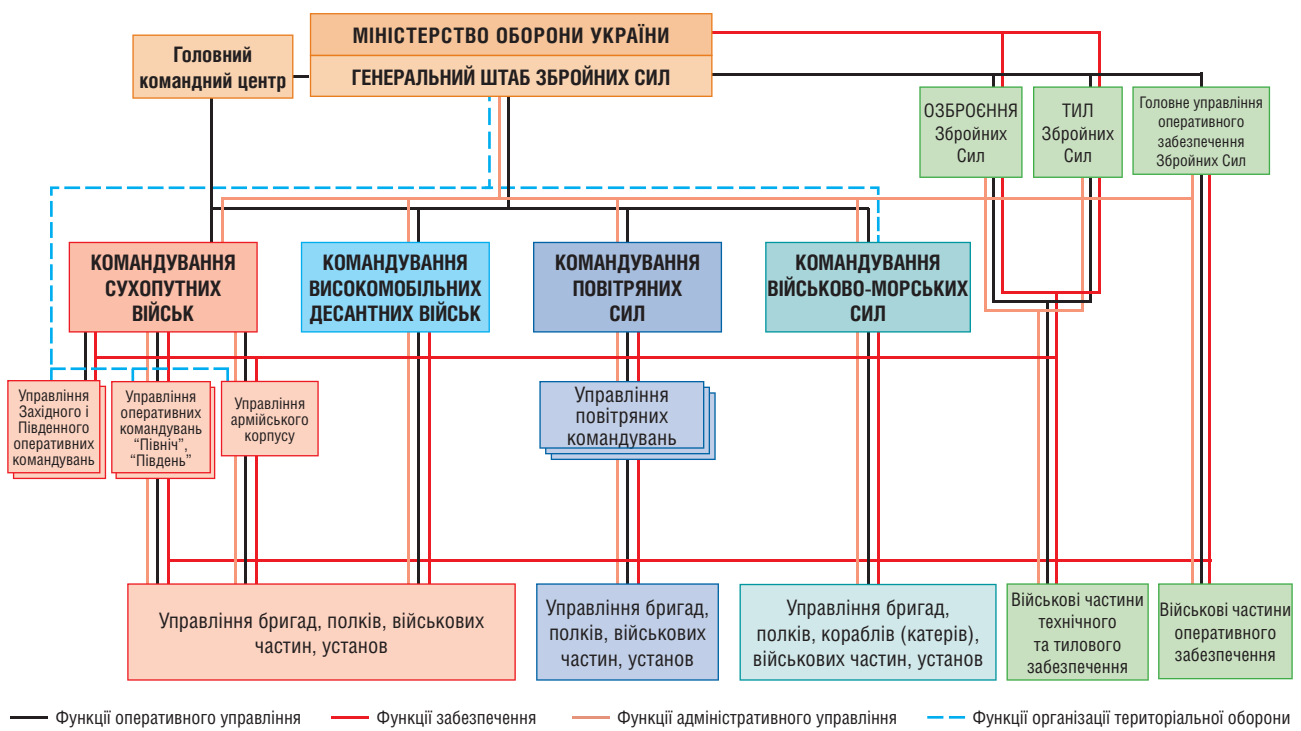 МІНІСТЕРСТВО ОБОРОНИ УКРАЇНИ
Головний
командний центр
ГЕНЕРАЛЬНИЙ ШТАБ ЗБРОЙНИХ СИЛ
ОЗБРОЄННЯ
Збройних
Сил
ТИЛ
Збройних
Сил
Головне управління
оперативного
забезпечення
Збройних Сил
КОМАНДУВАННЯ
СУХОПУТНИХ
ВІЙСЬК
КОМАНДУВАННЯ
ВИСОКОМОБІЛЬНИХ
ДЕСАНТНИХ ВІЙСЬК
КОМАНДУВАННЯ
ПОВІТРЯНИХ
СИЛ
КОМАНДУВАННЯ
ВІЙСЬКОВО-МОРСЬКИХ
СИЛ
Управління
Західного і
Південного
оперативних
командувань
Управління
оперативних
командувань
“Північ”,
“Південь”
Управління
армійського
корпусу
Управління
повітряних
командувань
Управління бригад, полків, військових
частин, установ
Управління бригад,
полків, військових
частин, установ
Управління бригад,
полків, кораблів (катерів),
військових частин, установ
Військові частини
технічного
та тилового
забезпечення
Військові частини
оперативного
забезпечення
Функції оперативного управління
Функції забезпечення
Функції адміністративного управління
Функції організації територіальної оборони